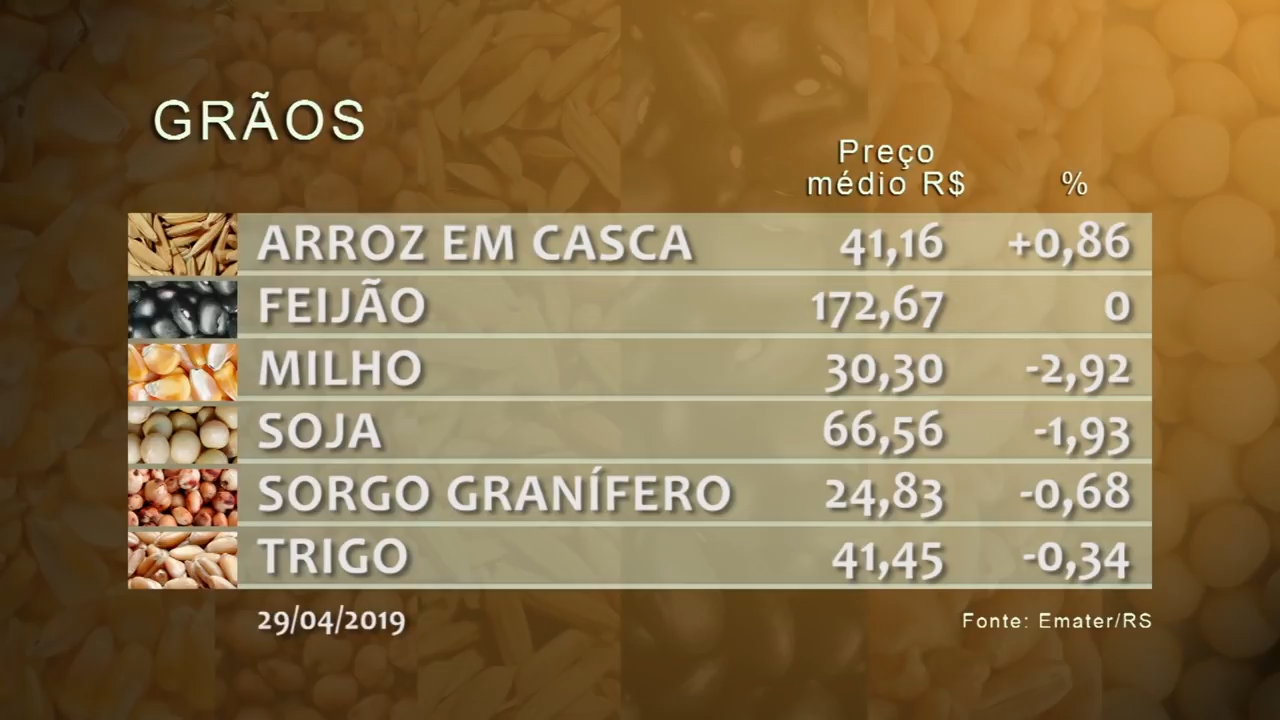 GRÃOS
Preço
médio R$ %
ARROZ EM CASCA 41,16 +0,86
FEIJÃO 172,67 0
MILHO 30,30 -2,92
SOJA 66,56 -1,93
SORGO GRANÍFERO 24,83 -0,68
TRIGO 41,45 -0,34
29/04/2019 Fonte: Emater/RS